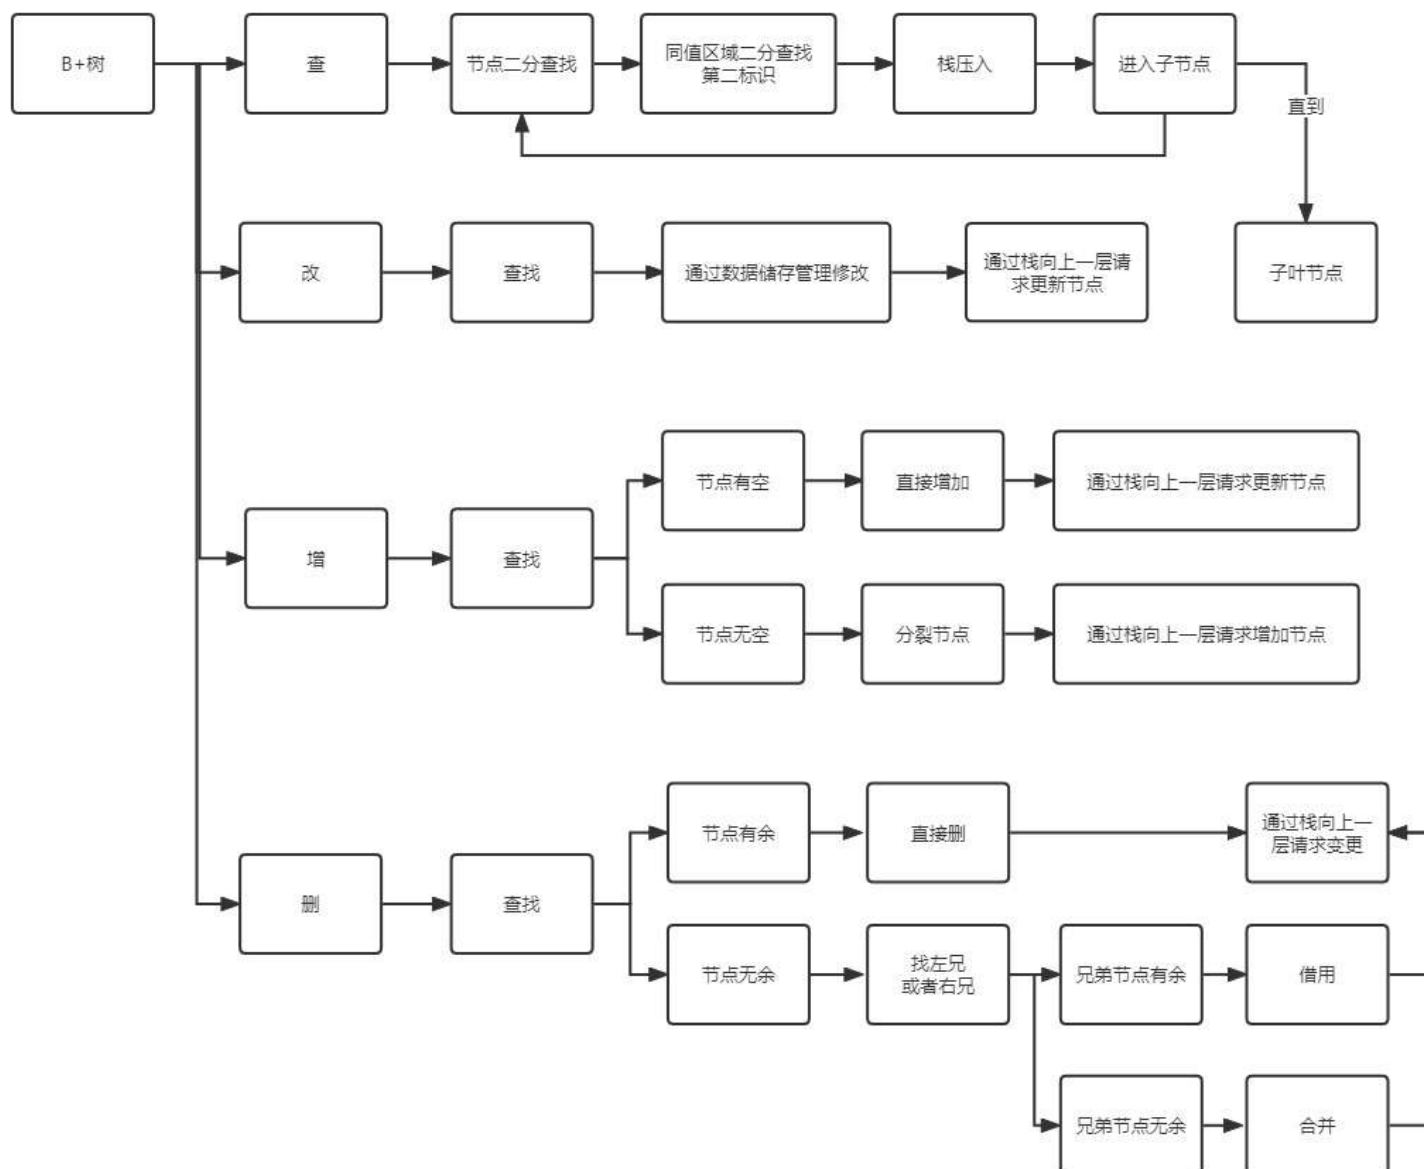 B+树
查
节点二分查找
同值区域二分查找
第二标识
栈压入
进入子节点
直到
改
查找
通过数据储存管理修改
通过栈向上一层请
求更新节点
子叶节点
节点有空
直接增加
通过栈向上一层请求更新节点
增
查找
节点无空
分裂节点
通过栈向上一层请求增加节点
节点有余
直接删
通过栈向上一
层请求变更
删
查找
节点无余
找左兄
或者右兄
兄弟节点有余
借用
兄弟节点无余
合并